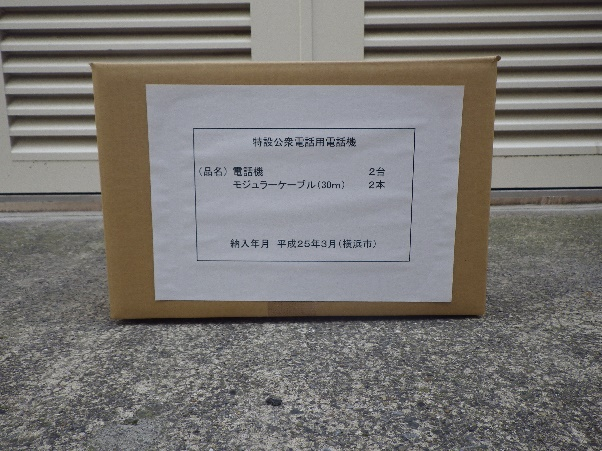 特設公衆電話用電話機
（品名）電話機　2台
モジュラーケーブル（30m）　2本
納入年月　平成25年3月（横浜市）